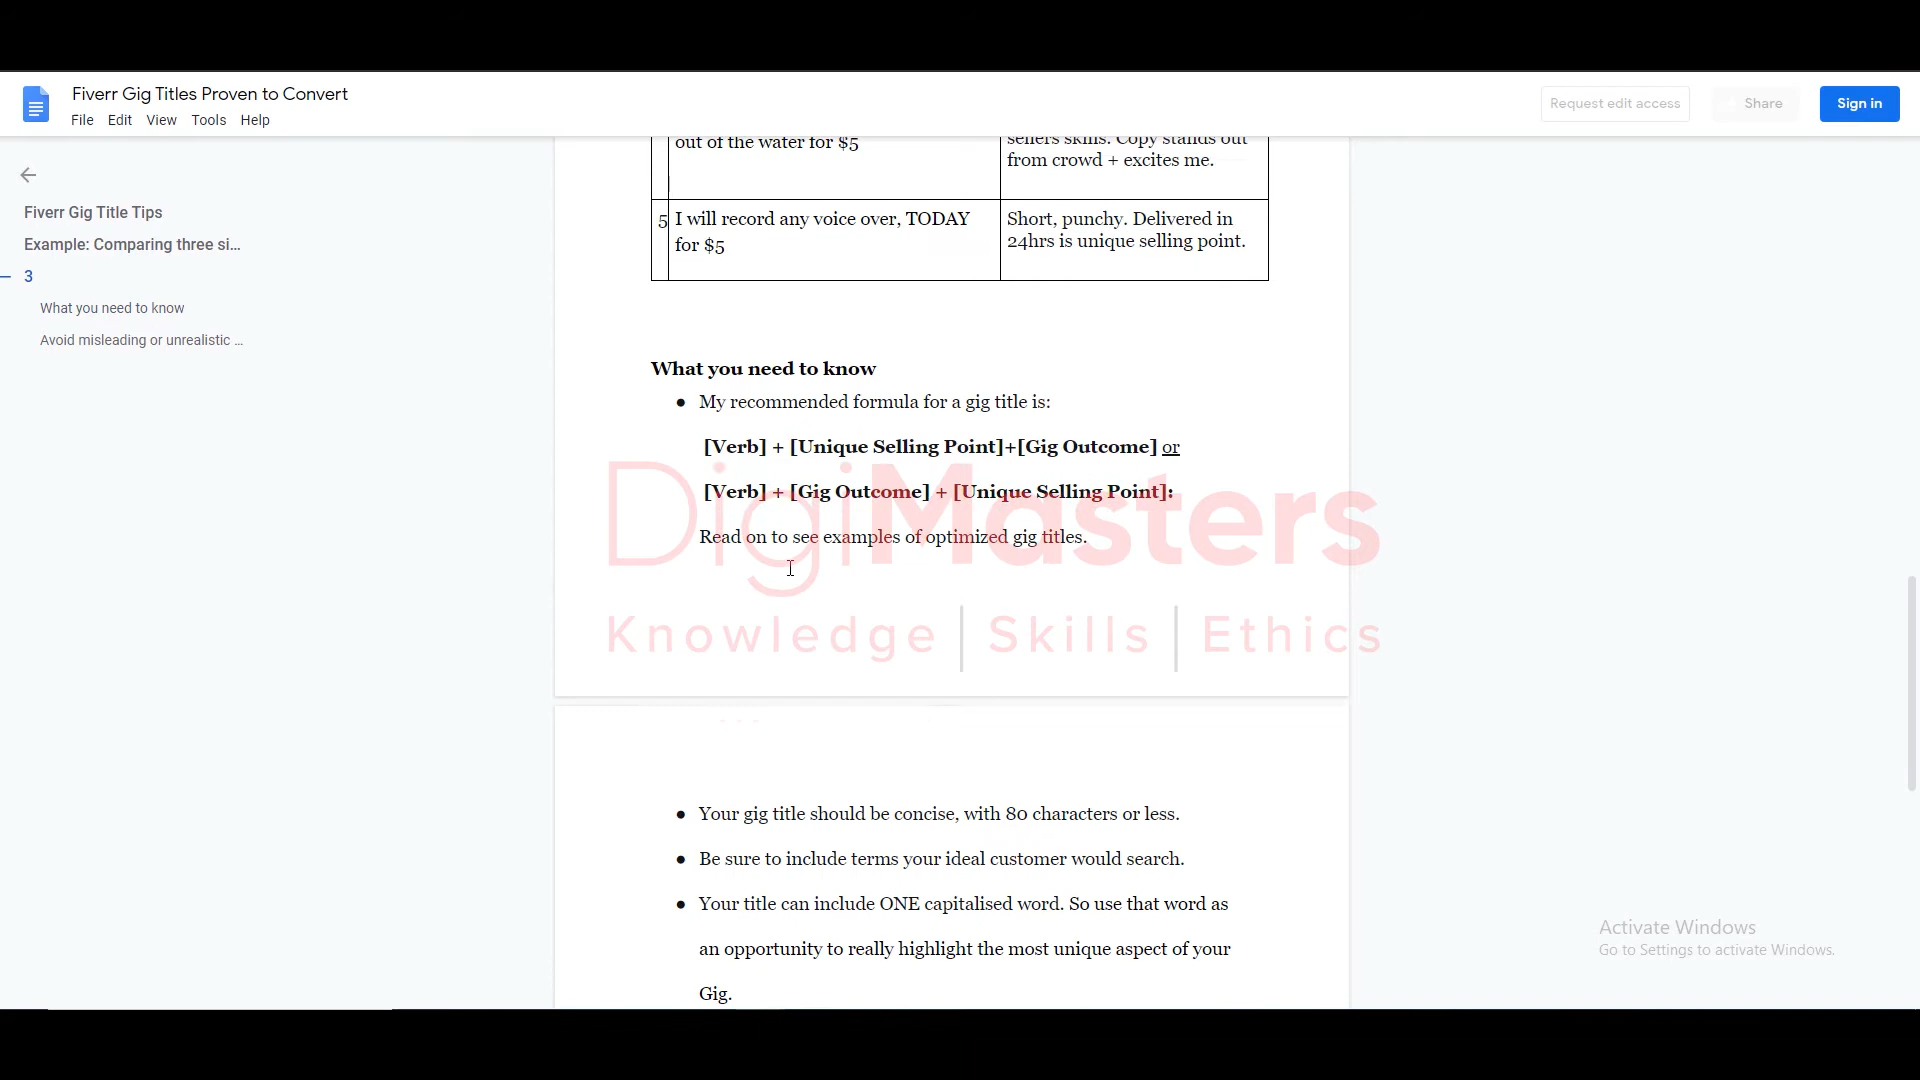 Fiverr Gig Titles Proven to Convert
File Edit View Tools Help
Request edit access
Share
Sign in
Fiverr Gig Title Tips
Example: Comparing three si...
3
What you need to know
Avoid misleading or unrealistic ...
out of the water for $5
sellers skills. Copy stands out
from crowd + excites me.
5
I will record any voice over, TODAY
for $5
Short, punchy. Delivered in
24hrs is unique selling point.
What you need to know
● My recommended formula for a gig title is:
[Verb] + [Unique Selling Point]+[Gig Outcome] or
[Verb] + [Gig Outcome] + [Unique Selling Point]:
Read on to see examples of optimized gig titles.
DigiMasters
Knowledge | Skills | Ethics
● Your gig title should be concise, with 80 characters or less.
● Be sure to include terms your ideal customer would search.
● Your title can include ONE capitalised word. So use that word as
an opportunity to really highlight the most unique aspect of your
Gig.
Activate Windows
Go to Settings to activate Windows.